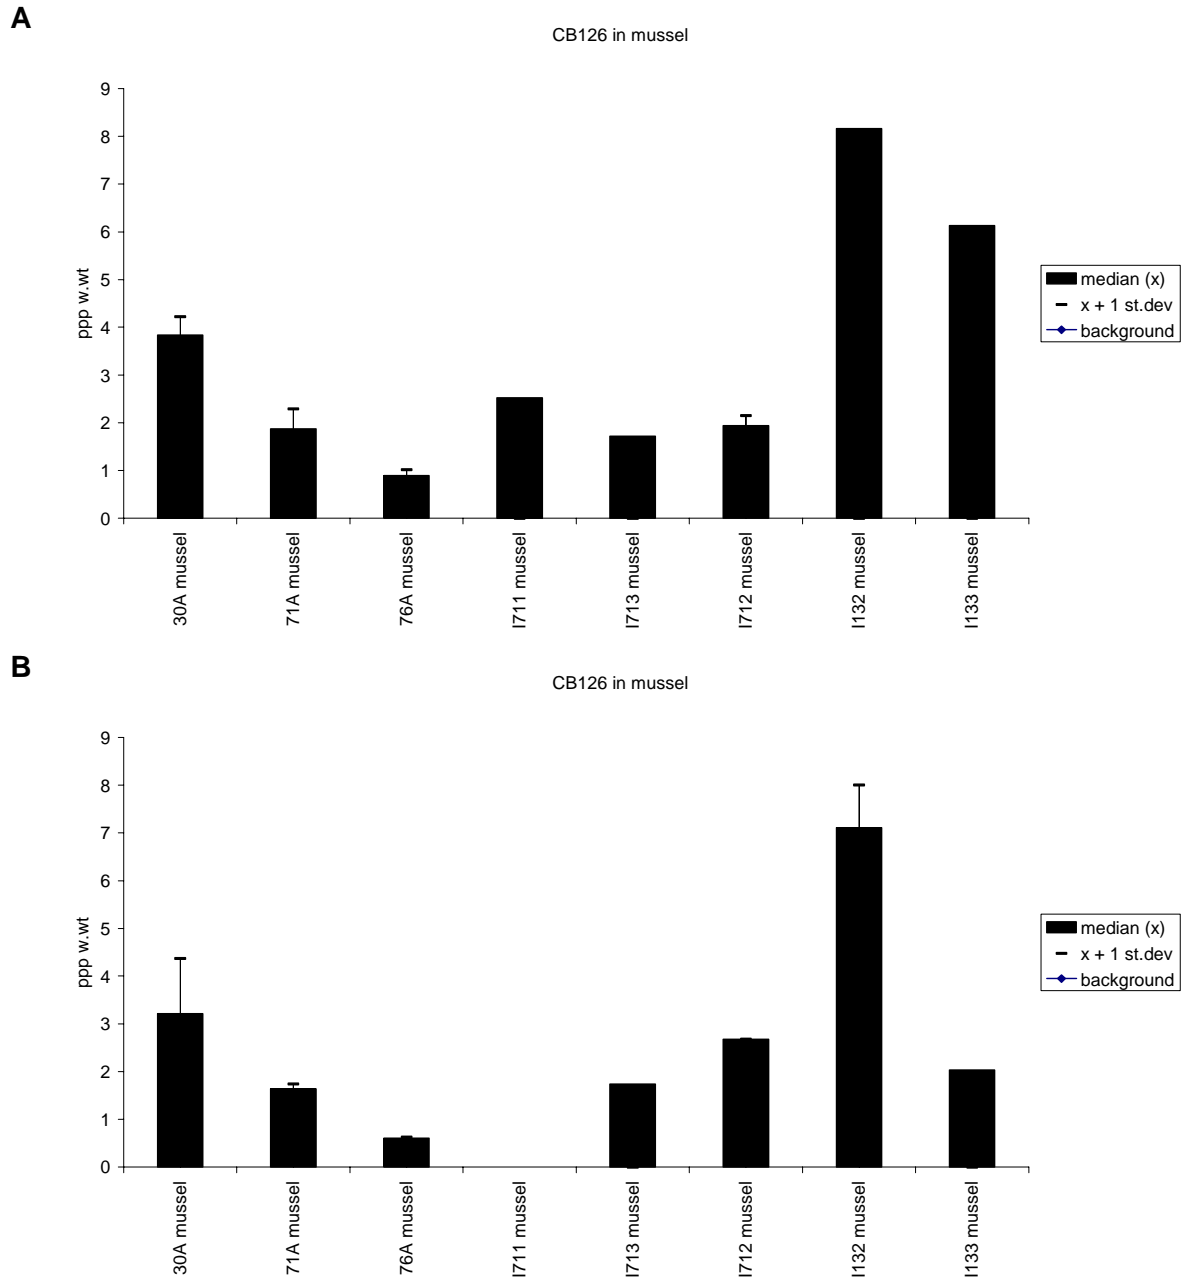 A
CB126 in mussel
9
8
7
6
5
4
3
2
1
0
ppp w.wt
30A mussel
71A mussel
76A mussel
I711 mussel
I713 mussel
I712 mussel
I132 mussel
I133 mussel
median (x)
x + 1 st.dev
background
B
CB126 in mussel
9
8
7
6
5
4
3
2
1
0
ppp w.wt
30A mussel
71A mussel
76A mussel
I711 mussel
I713 mussel
I712 mussel
I132 mussel
I133 mussel
median (x)
x + 1 st.dev
background